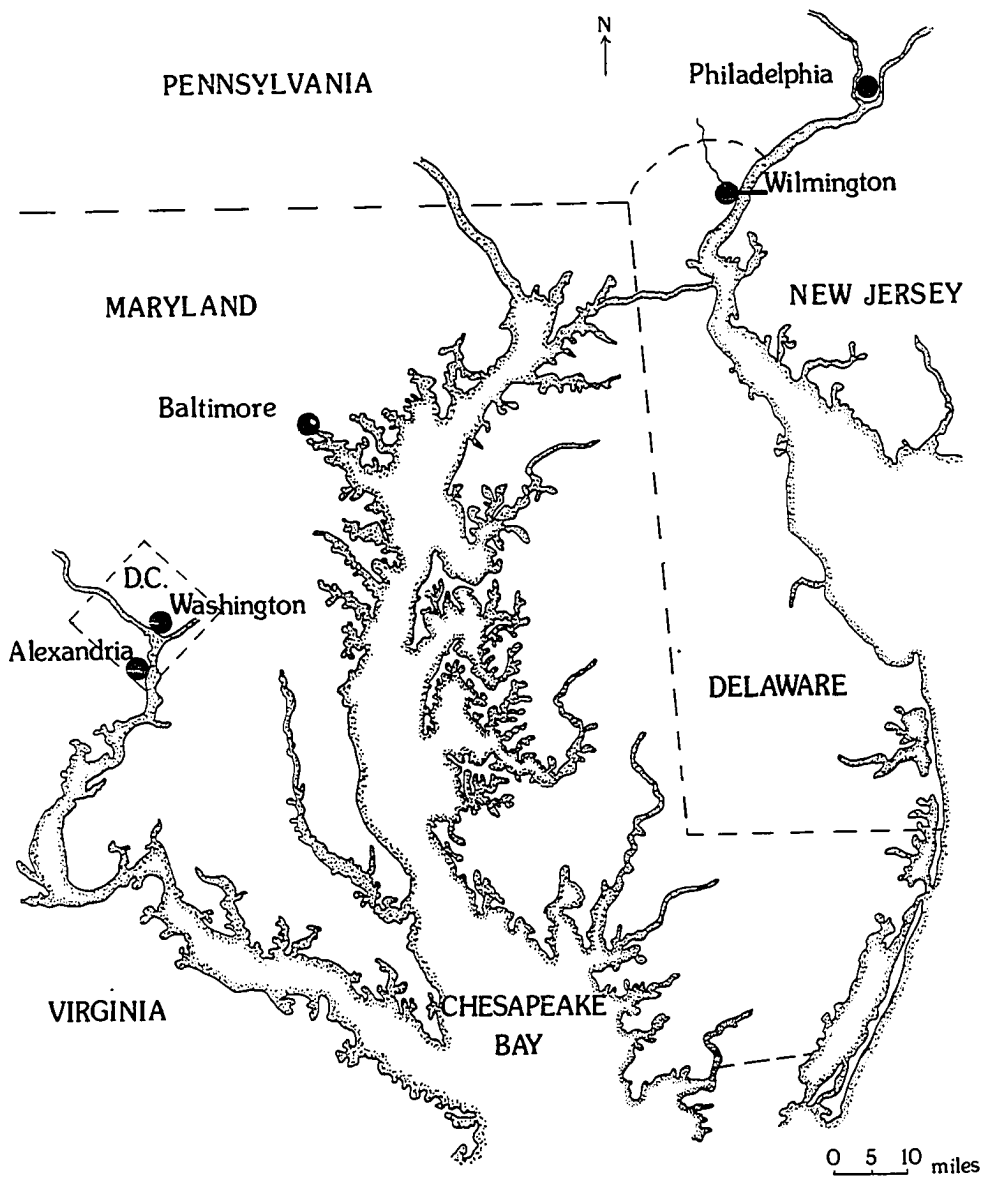 N
PENNSYLVANIA
Philadelphia
Wilmington
MARYLAND
NEW JERSEY
Baltimore
D.C.
Washington
Alexandria
DELAWARE
VIRGINIA
CHESAPEAKE
BAY
0 5 10 miles